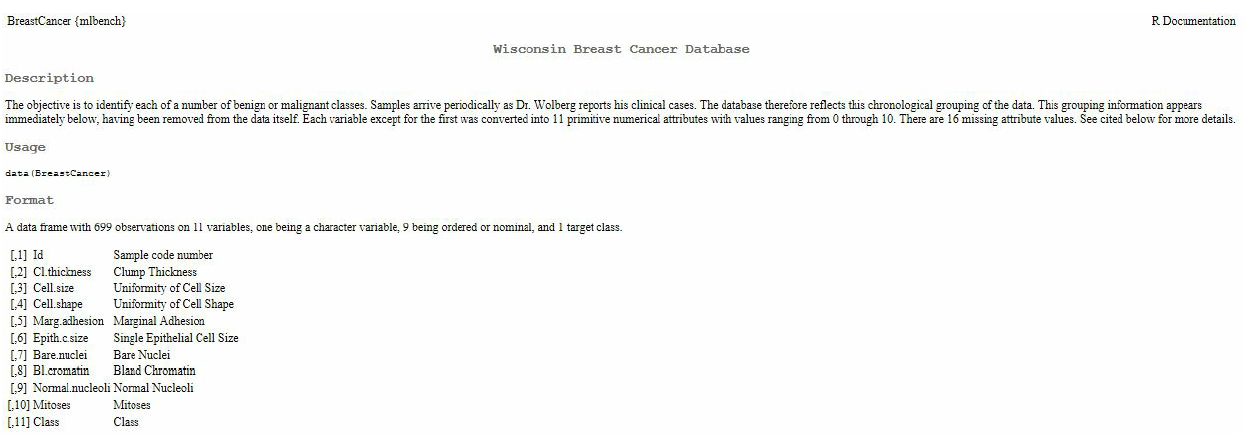 BreastCancer {mlbench} R Documentation
Wisconsin Breast Cancer Database
Description
The objective is to identify each of a number of benign or malignant classes. Samples arrive periodically as Dr. Wolberg reports his clinical cases. The database therefore reflects this chronological grouping of the data. This grouping information appears
immediately below, having been removed from the data itself. Each variable except for the first was converted into 11 primitive numerical attributes with values ranging from 0 through 10. There are 16 missing attribute values. See cited below for more details.
Usage
data(BreastCancer)
Format
A data frame with 699 observations on 11 variables, one being a character variable, 9 being ordered or nominal, and 1 target class.
[,1] Id Sample code number
[,2] Cl.thickness Clump Thickness
[,3] Cell.size Uniformity of Cell Size
[,4] Cell.shape Uniformity of Cell Shape
[,5] Marg.adhesion Marginal Adhesion
[,6] Epith.c.size Single Epithelial Cell Size
[,7] Bare.nuclei Bare Nuclei
[,8] Bl.cromatin Bland Chromatin
[,9] Normal.nucleoli Normal Nucleoli
[,10] Mitoses Mitoses
[,11] Class Class